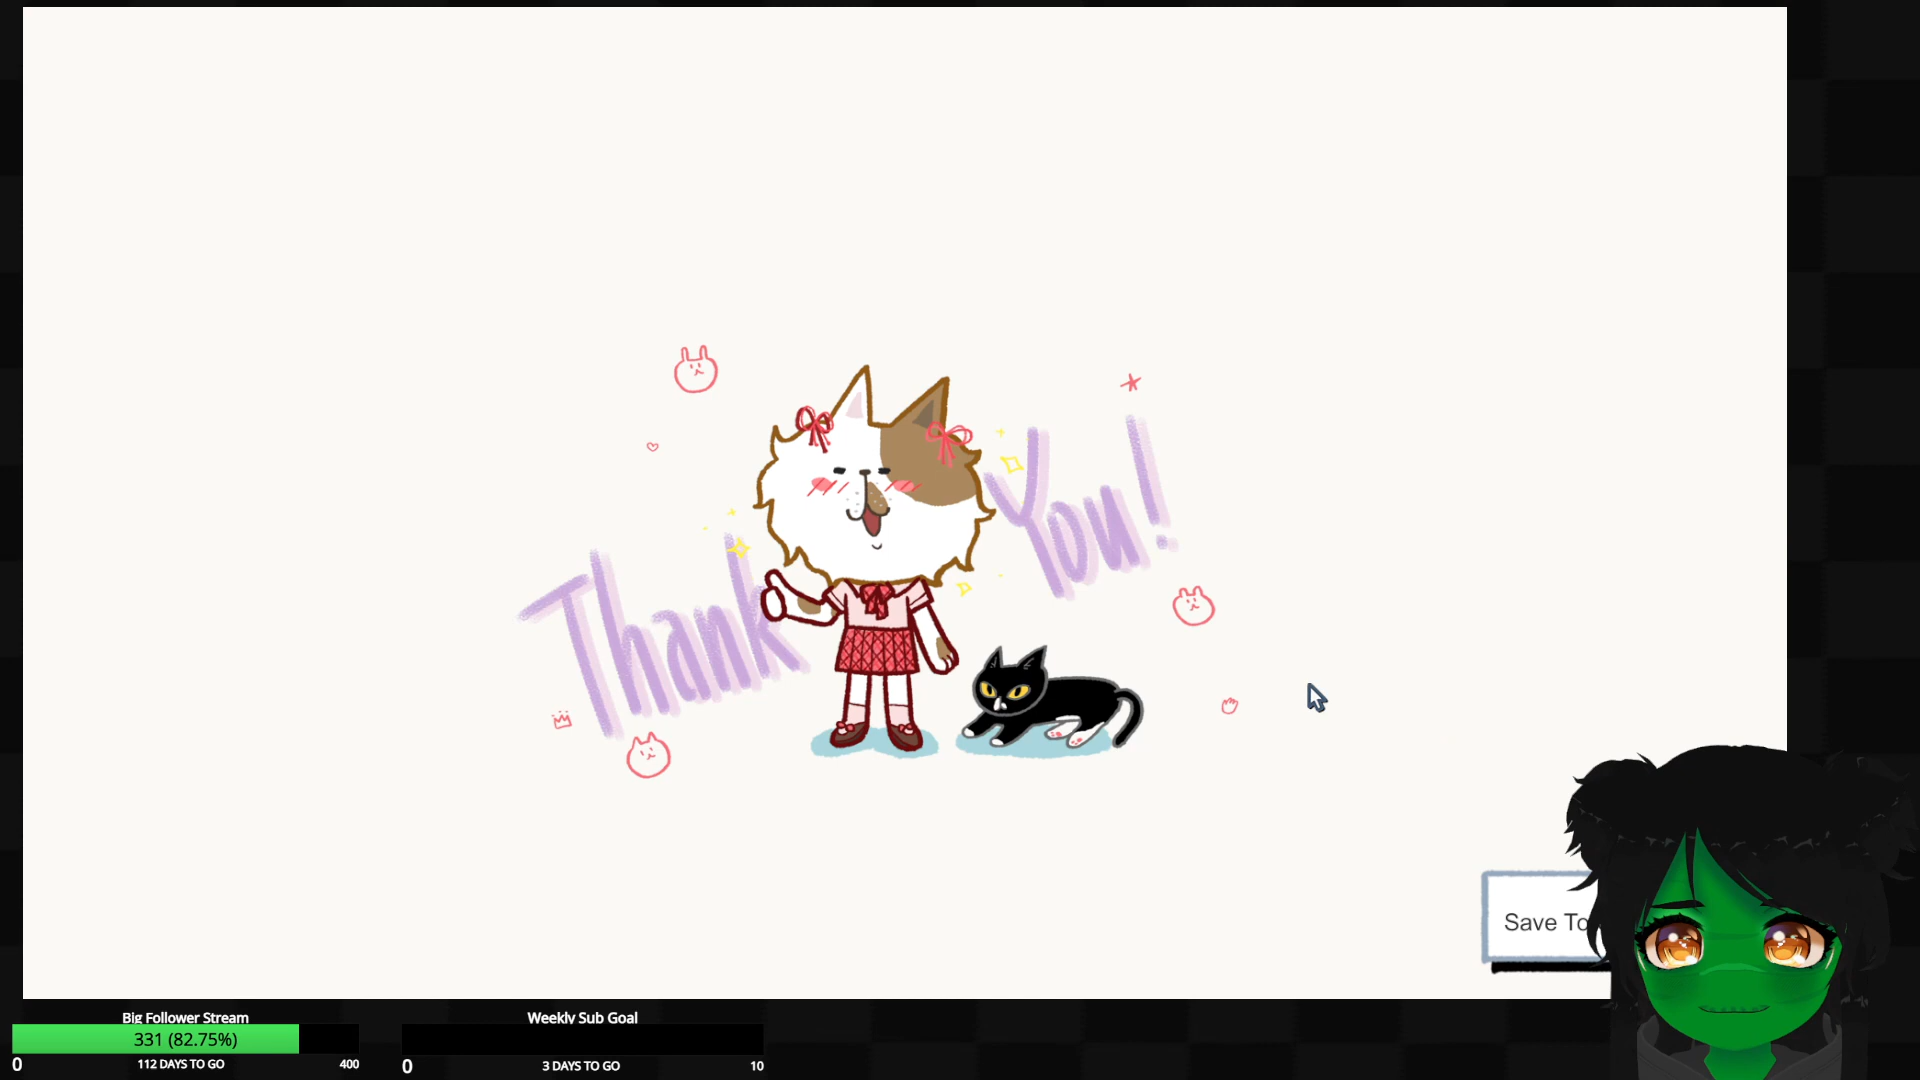 Thank You!
Save To
Big Follower Stream
331 (82.75%)
0 112 DAYS TO GO 400
Weekly Sub Goal
0 3 DAYS TO GO 10